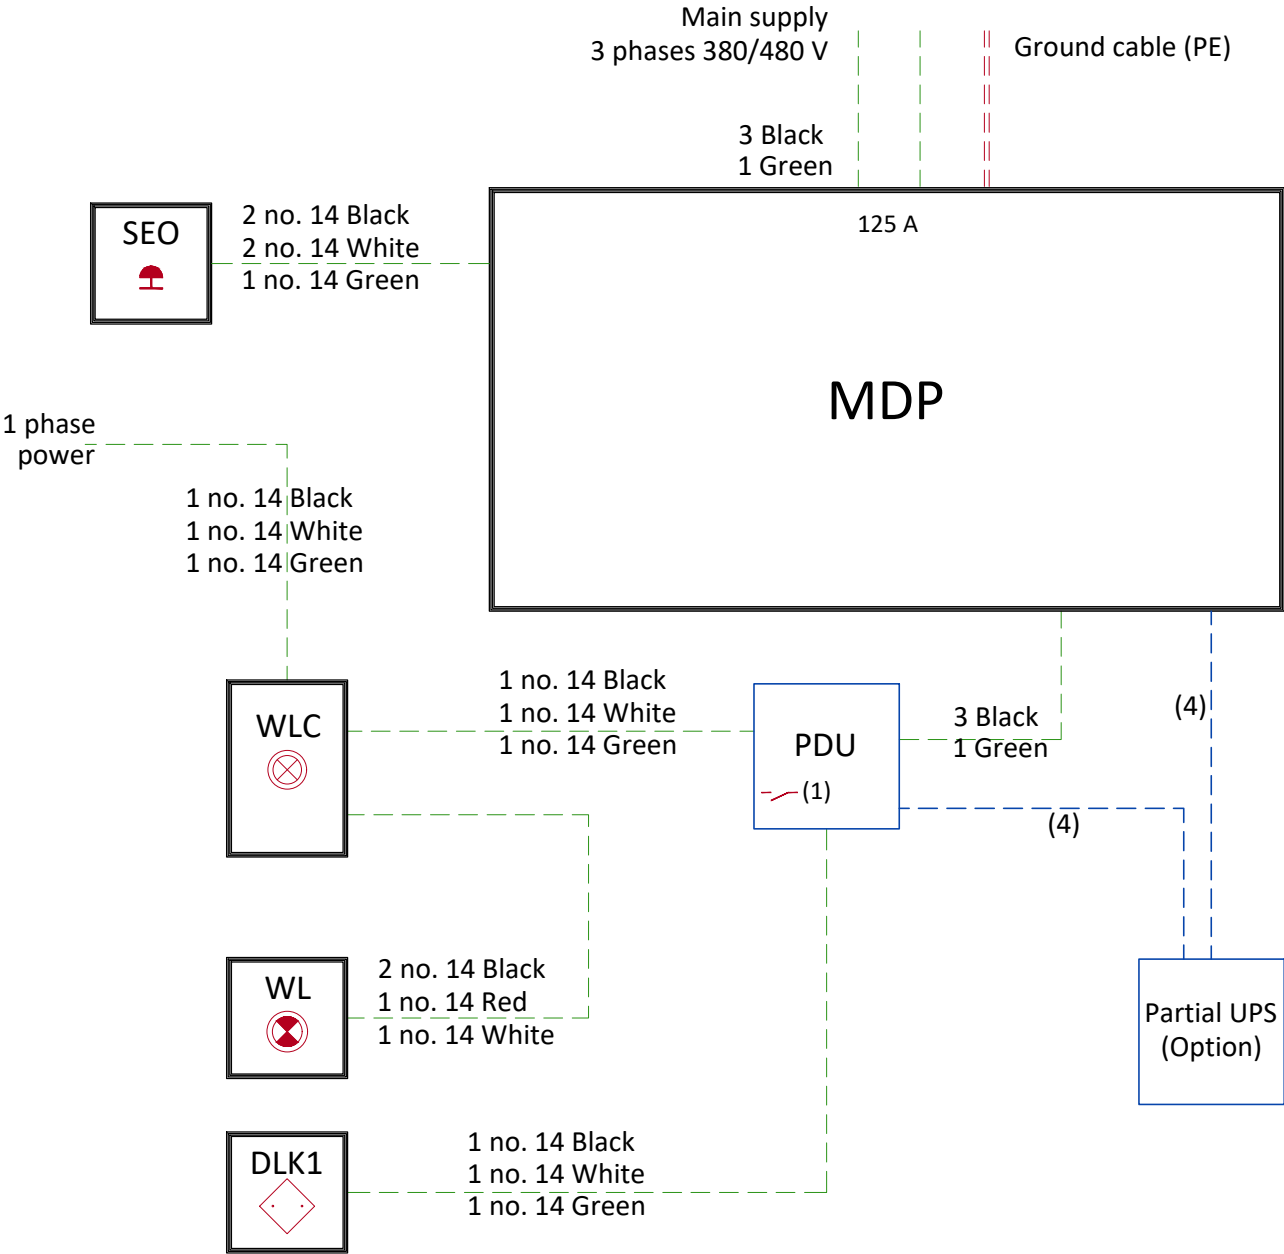 Main supply
3 phases 380/480 V
Ground cable (PE)
3 Black
1 Green
125 A
SEO
2 no. 14 Black
2 no. 14 White
1 no. 14 Green
MDP
1 phase
power
1 no. 14 Black
1 no. 14 White
1 no. 14 Green
WLC
1 no. 14 Black
1 no. 14 White
1 no. 14 Green
PDU
(1)
3 Black
1 Green
(4)
(4)
WL
2 no. 14 Black
1 no. 14 Red
1 no. 14 White
Partial UPS
(Option)
DLK1
1 no. 14 Black
1 no. 14 White
1 no. 14 Green